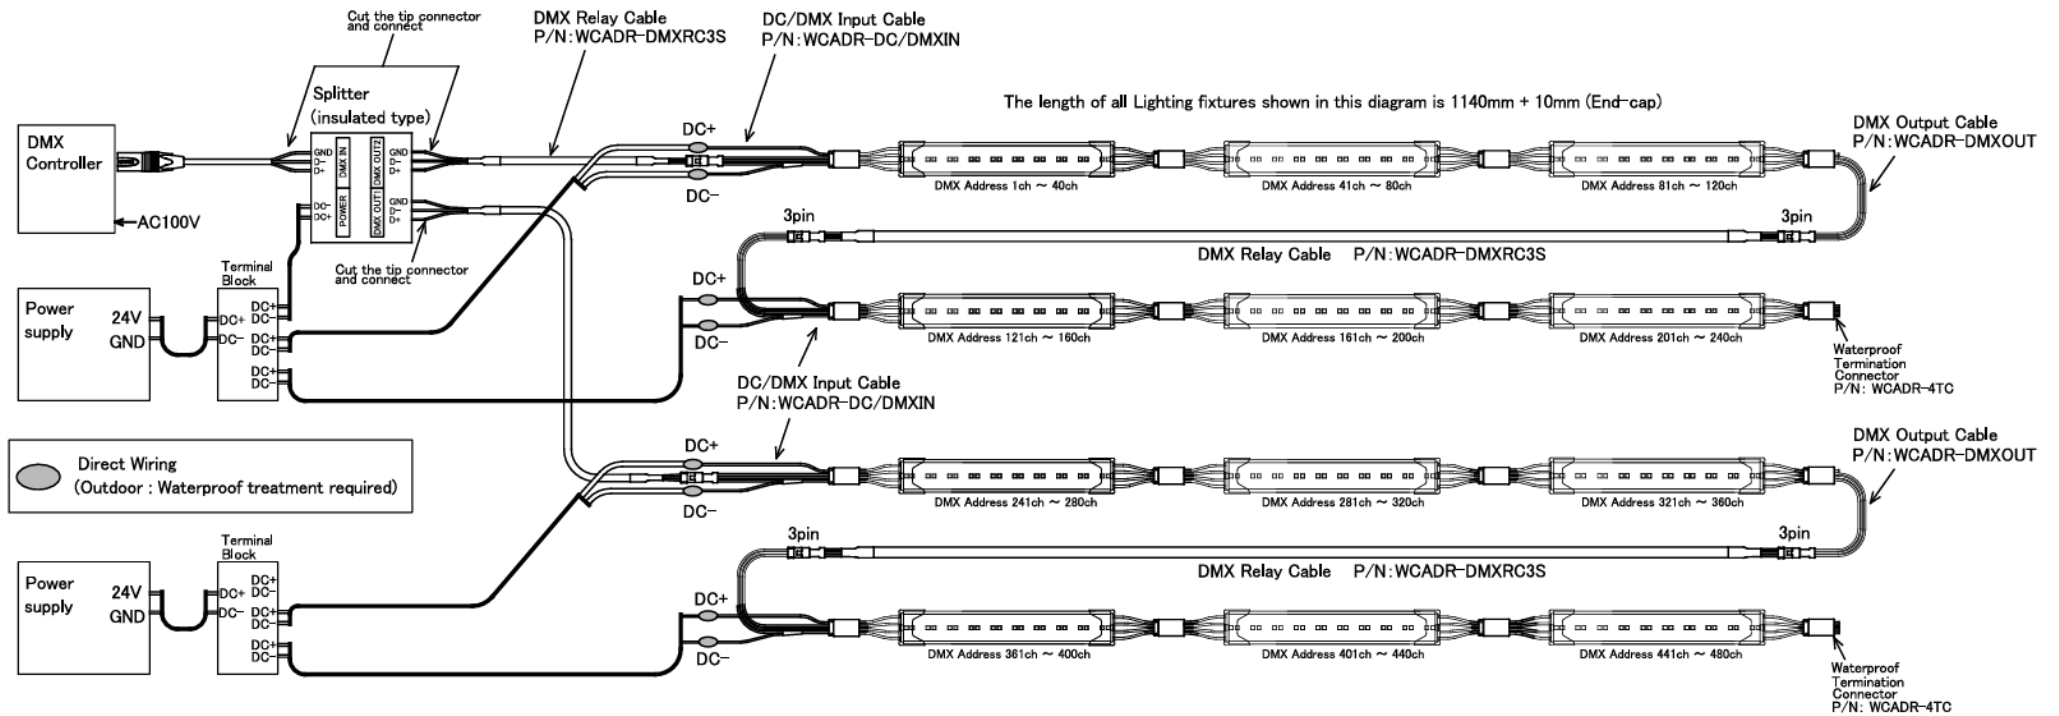 Cut the tip connector
and connect
DMX Relay Cable
P/N:WCADR-DMXRC3S
DC/DMX Input Cable
P/N:WCADR-DC/DMXIN
The length of all Lighting fixtures shown in this diagram is 1140mm + 10mm (End-cap)
Splitter
(insulated type)
DMX
Controller
AC100V
GND
D-
D+
DMX IN
DMX OUT2
GND
D-
D+
DC-
DC+
POWER
DMX OUT1
GND
D-
D+
Cut the tip connector
and connect
DC+
DC-
DMX Address 1ch ～ 40ch
DMX Address 41ch ～ 80ch
DMX Address 81ch ～ 120ch
DMX Output Cable
P/N:WCADR-DMXOUT
3pin
3pin
DMX Relay Cable P/N:WCADR-DMXRC3S
Power
supply
24V
GND
Terminal
Block
DC+
DC-
DC+
DC-
DC+
DC-
DC+
DC-
DC+
DC-
DMX Address 121ch ～ 160ch
DMX Address 161ch ～ 200ch
DMX Address 201ch ～ 240ch
Waterproof
Termination
Connector
P/N: WCADR-4TC
DC/DMX Input Cable
P/N:WCADR-DC/DMXIN
Direct Wiring
(Outdoor : Waterproof treatment required)
DC+
DC-
DMX Address 241ch ～ 280ch
DMX Address 281ch ～ 320ch
DMX Address 321ch ～ 360ch
DMX Output Cable
P/N:WCADR-DMXOUT
3pin
3pin
DMX Relay Cable P/N:WCADR-DMXRC3S
Power
supply
24V
GND
Terminal
Block
DC+
DC-
DC+
DC-
DC+
DC-
DC+
DC-
DC+
DC-
DMX Address 361ch ～ 400ch
DMX Address 401ch ～ 440ch
DMX Address 441ch ～ 480ch
Waterproof
Termination
Connector
P/N: WCADR-4TC